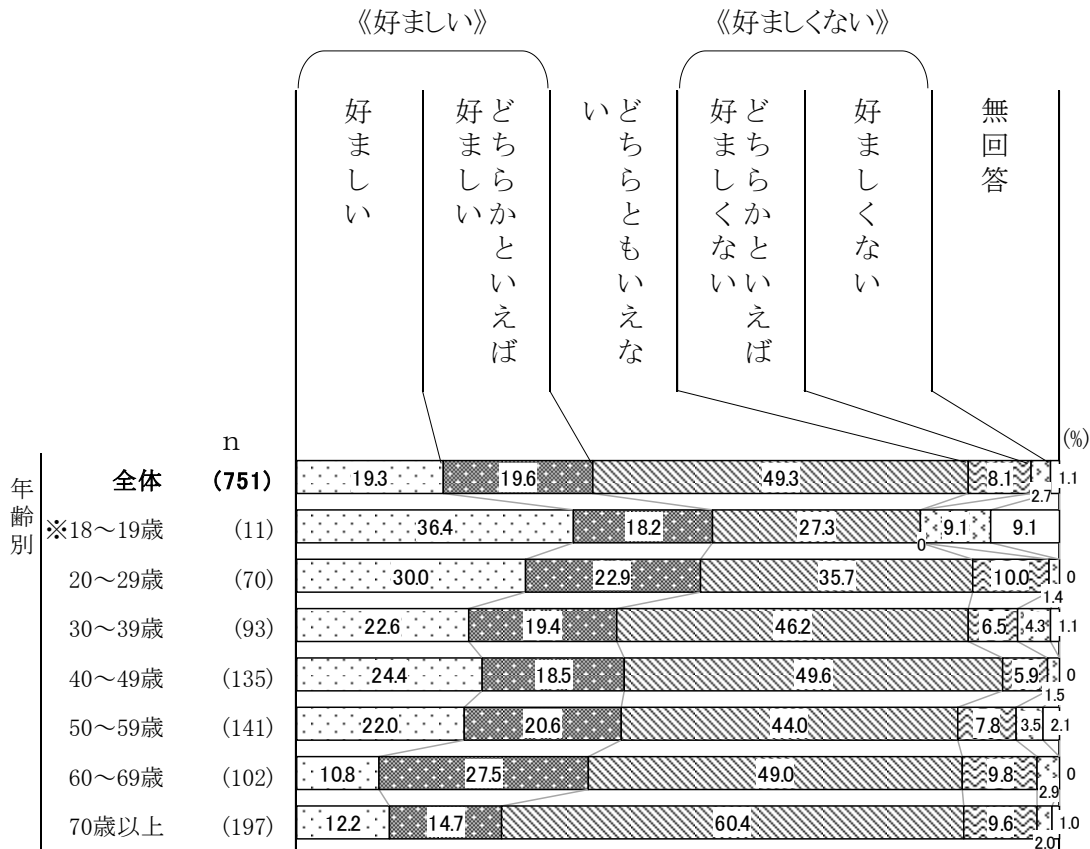 《好ましい》 《好ましくない》
好ましい
どちらかといえば
好ましい
どちらともいえな
い
どちらかといえば
好ましくない
好ましくない
無回答
n
(%)
年齢別
全体 (751) 19.3 19.6 49.3 8.1 2.7 1.1
※18～19歳 (11) 36.4 18.2 27.3 0 9.1 9.1
20～29歳 (70) 30.0 22.9 35.7 10.0 1.4 0
30～39歳 (93) 22.6 19.4 46.2 6.5 4.3 1.1
40～49歳 (135) 24.4 18.5 49.6 5.9 1.5 0
50～59歳 (141) 22.0 20.6 44.0 7.8 3.5 2.1
60～69歳 (102) 10.8 27.5 49.0 9.8 2.9 0
70歳以上 (197) 12.2 14.7 60.4 9.6 2.0 1.0